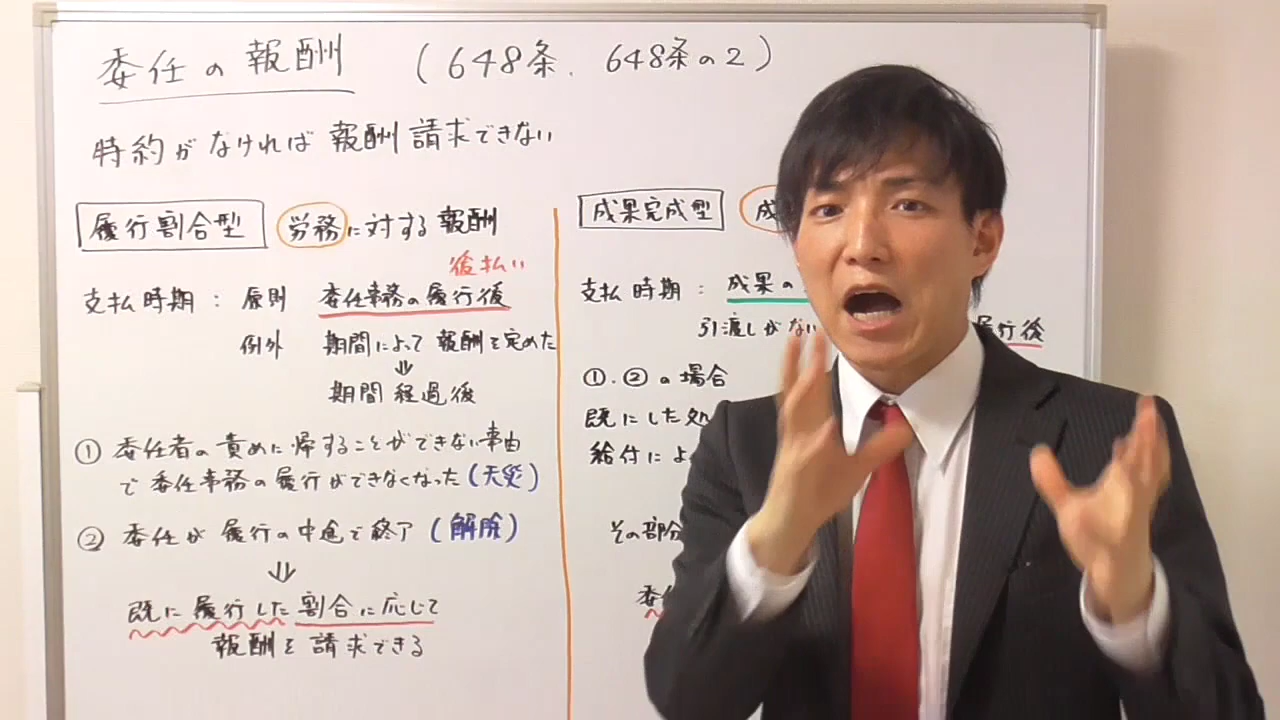 委任の報酬 (648条、648条の2)
特約がなければ報酬請求できない
履行割合型 労務に対する報酬
後払い
支払時期: 原則 委任事務の履行後
例外 期間によって報酬を定めた
⇓
期間経過後
① 委任者の責めに帰することができない事由
で委任事務の履行ができなくなった(天災)
② 委任が履行の中途で終了(解除)
⇓
既に履行した割合に応じて
報酬を請求できる
成果完成型 成
支払時期: 成果の
引渡しがない 履行後
①.②の場合
既にした処
給付によ
その部分
委任